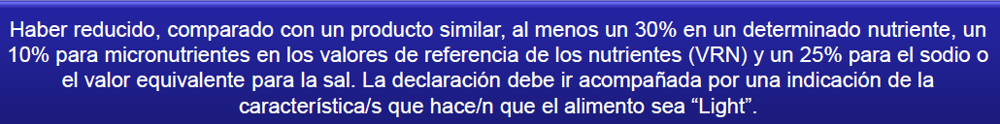 Haber reducido, comparado con un producto similar, al menos un 30% en un determinado nutriente, un
10% para micronutrientes en los valores de referencia de los nutrientes (VRN) y un 25% para el sodio o
el valor equivalente para la sal. La declaración debe ir acompañada por una indicación de la
característica/s que hace/n que el alimento sea “Light”.